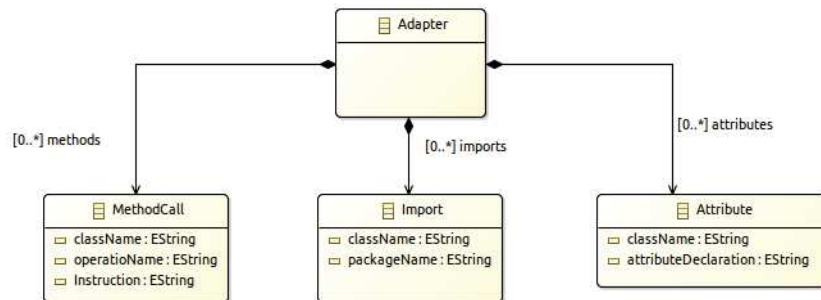 Adapter
[0..*] methods
[0..*] imports
[0..*] attributes
MethodCall
className : EString
operatioName : EString
Instruction : EString
Import
className : EString
packageName : EString
Attribute
className : EString
attributeDeclaration : EString